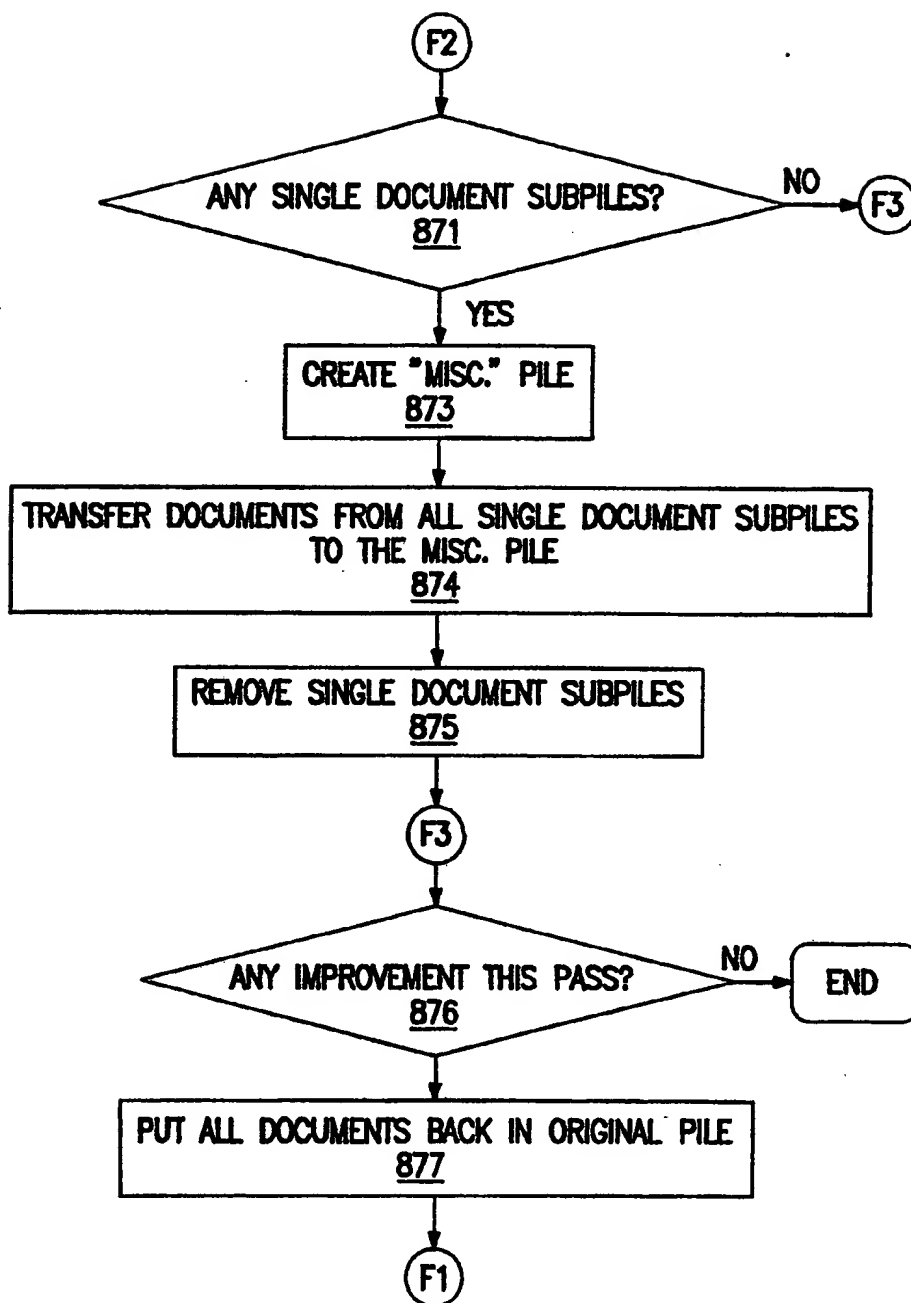 F2
ANY SINGLE DOCUMENT SUBPILES?
871
NO
F3
YES
CREATE "MISC." PILE
873
TRANSFER DOCUMENTS FROM ALL SINGLE DOCUMENT SUBPILES
TO THE MISC. PILE
874
REMOVE SINGLE DOCUMENT SUBPILES
875
F3
ANY IMPROVEMENT THIS PASS?
876
NO
END
PUT ALL DOCUMENTS BACK IN ORIGINAL PILE
877
F1